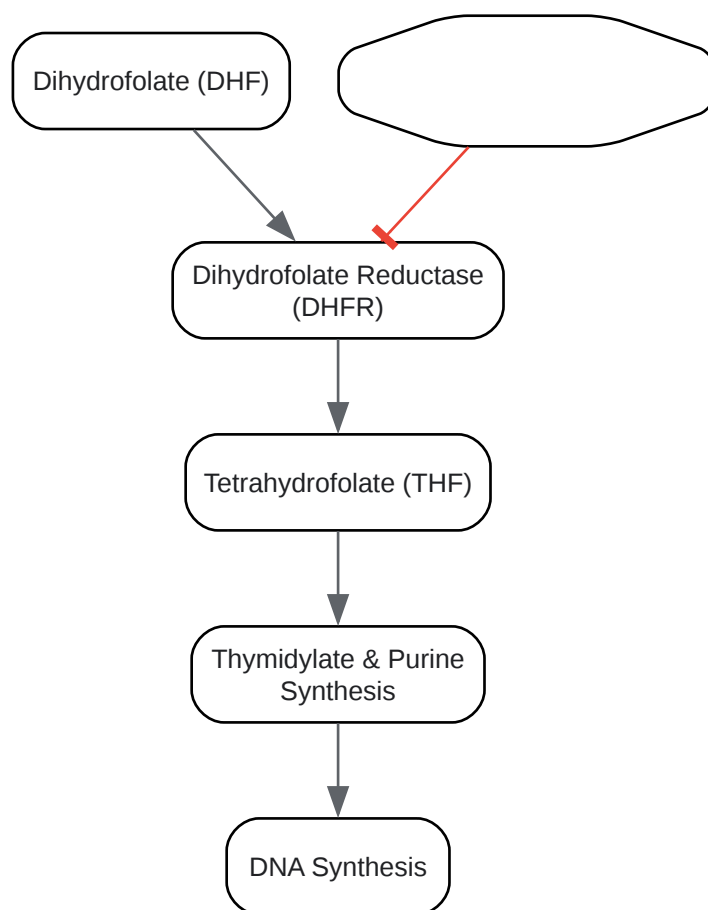 Dihydrofolate (DHF)
Dihydrofolate Reductase
(DHFR)
Tetrahydrofolate (THF)
Thymidylate & Purine
Synthesis
DNA Synthesis